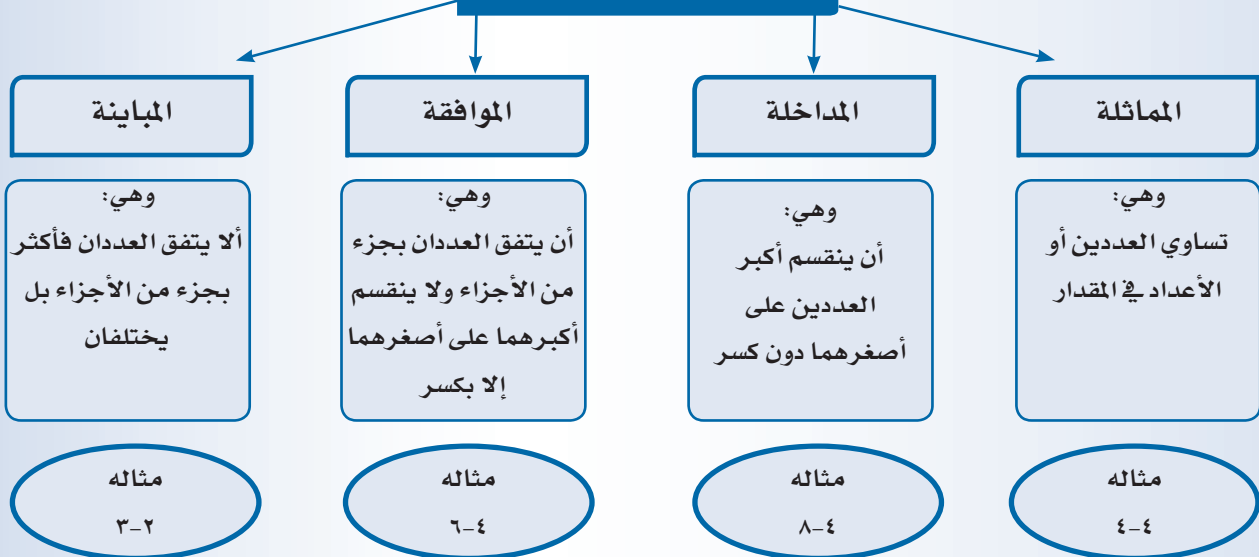 المماثلة
وهي:
تساوي العددين أو
الأعداد في المقدار
مثاله
٤-٤
المداخلة
وهي:
أن ينقسم أكبر
العددين على
أصغرهما دون كسر
مثاله
٤-٨
الموافقة
وهي:
أن يتفق العددان بجزء
من الأجزاء ولا ينقسم
أكبرهما على أصغرهما
إلا بكسر
مثاله
٤-٦
المباينة
وهي:
ألا يتفق العددان فأكثر
بجزء من الأجزاء بل
يختلفان
مثاله
٢-٣